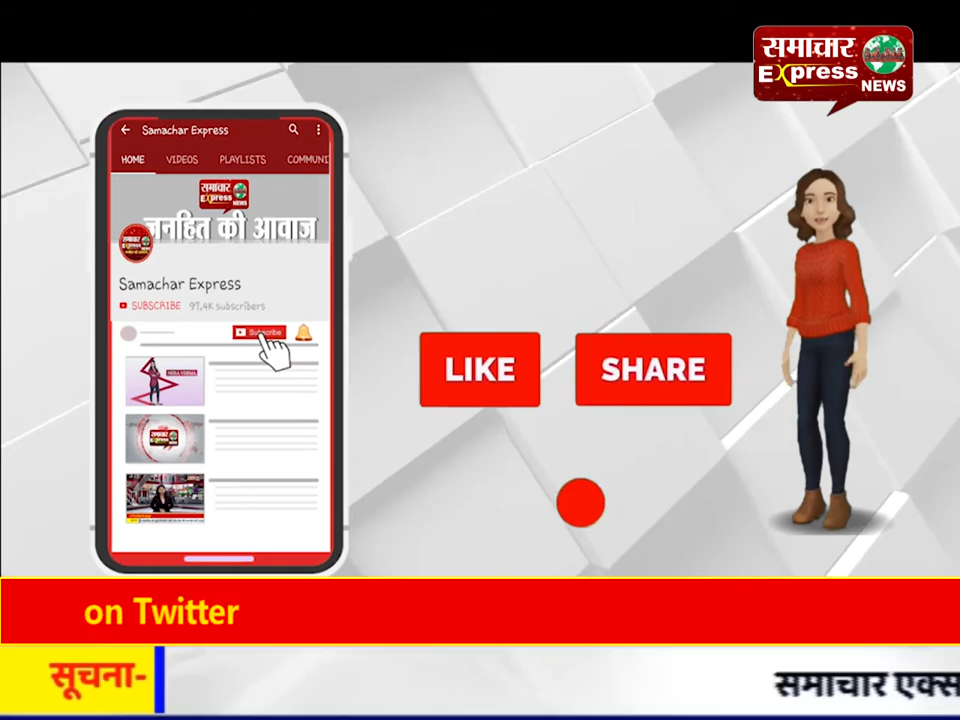 समाचार
Express
NEWS
Samachar Express
HOME VIDEOS PLAYLISTS COMMUNI
समाचार
Express
NEWS
जनहित की आवाज
Samachar Express
SUBSCRIBE 97.4K subscribers
Subscribe
LIKE SHARE
on Twitter
सूचना- समाचार एक्स